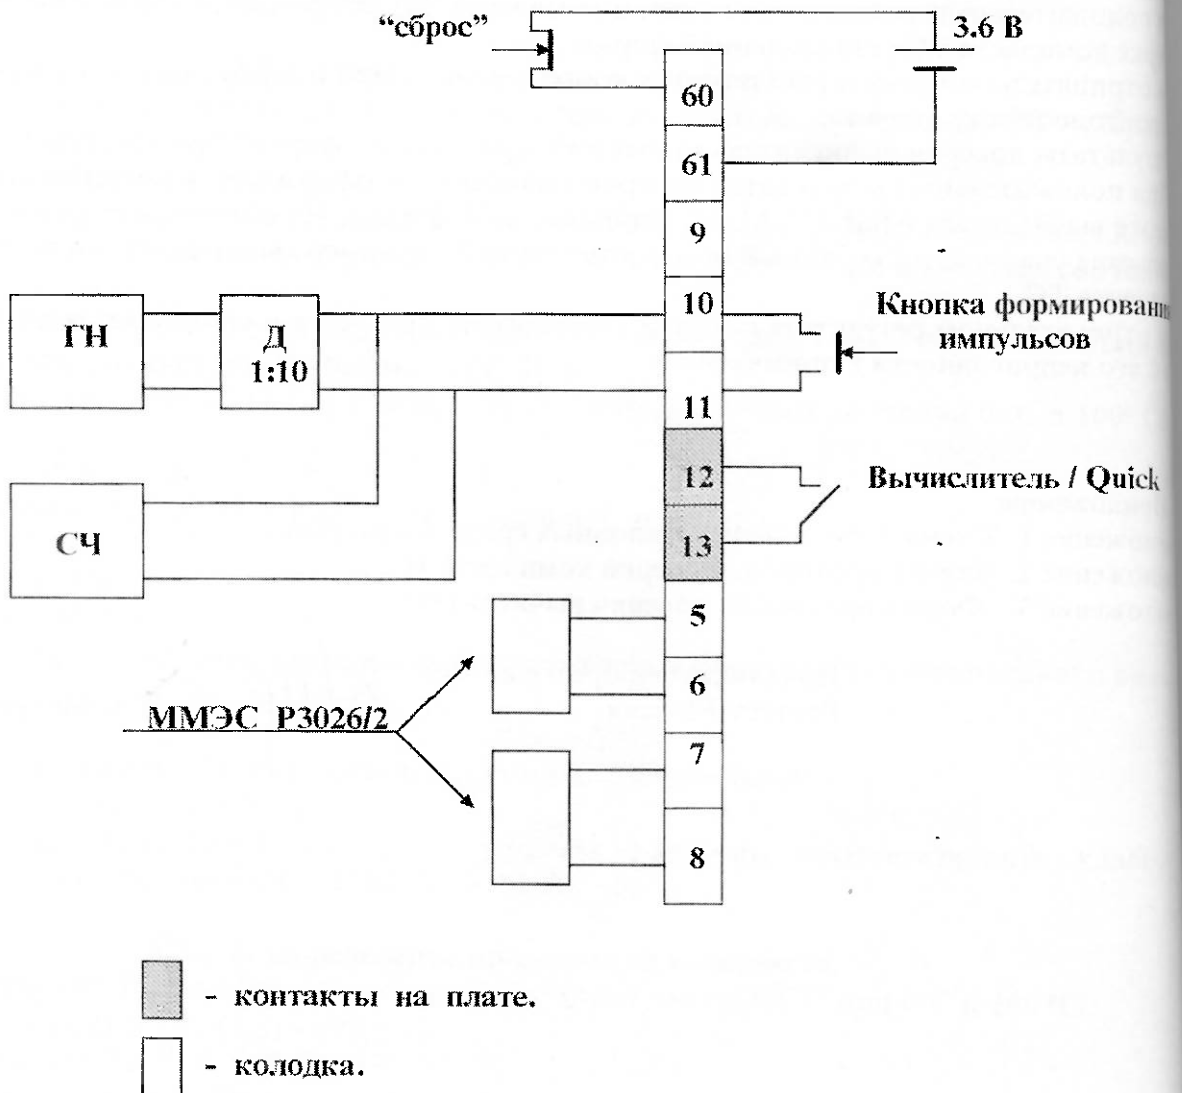 “сброс”
3.6 В
60
61
9
10
11
12
13
5
6
7
8
ГН
Д
1:10
СЧ
Кнопка формировани
импульсов
Вычислитель / Quick
ММЭС Р3026/2
- контакты на плате.
- колодка.